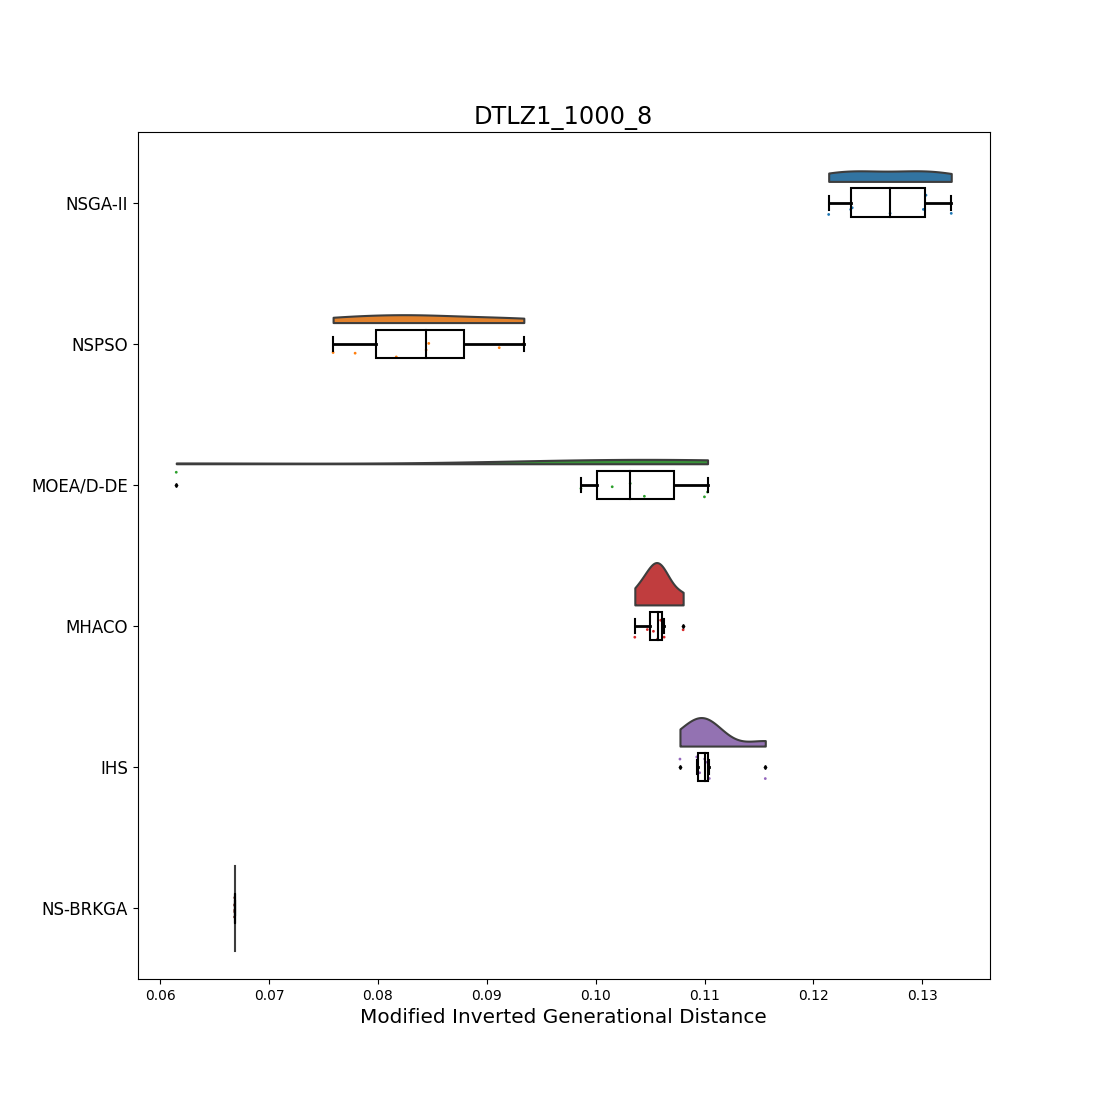 DTLZ1_1000_8
NSGA-II
NSPSO
MOEA/D-DE
MHACO
IHS
NS-BRKGA
0.06 0.07 0.08 0.09 0.10 0.11 0.12 0.13
Modified Inverted Generational Distance